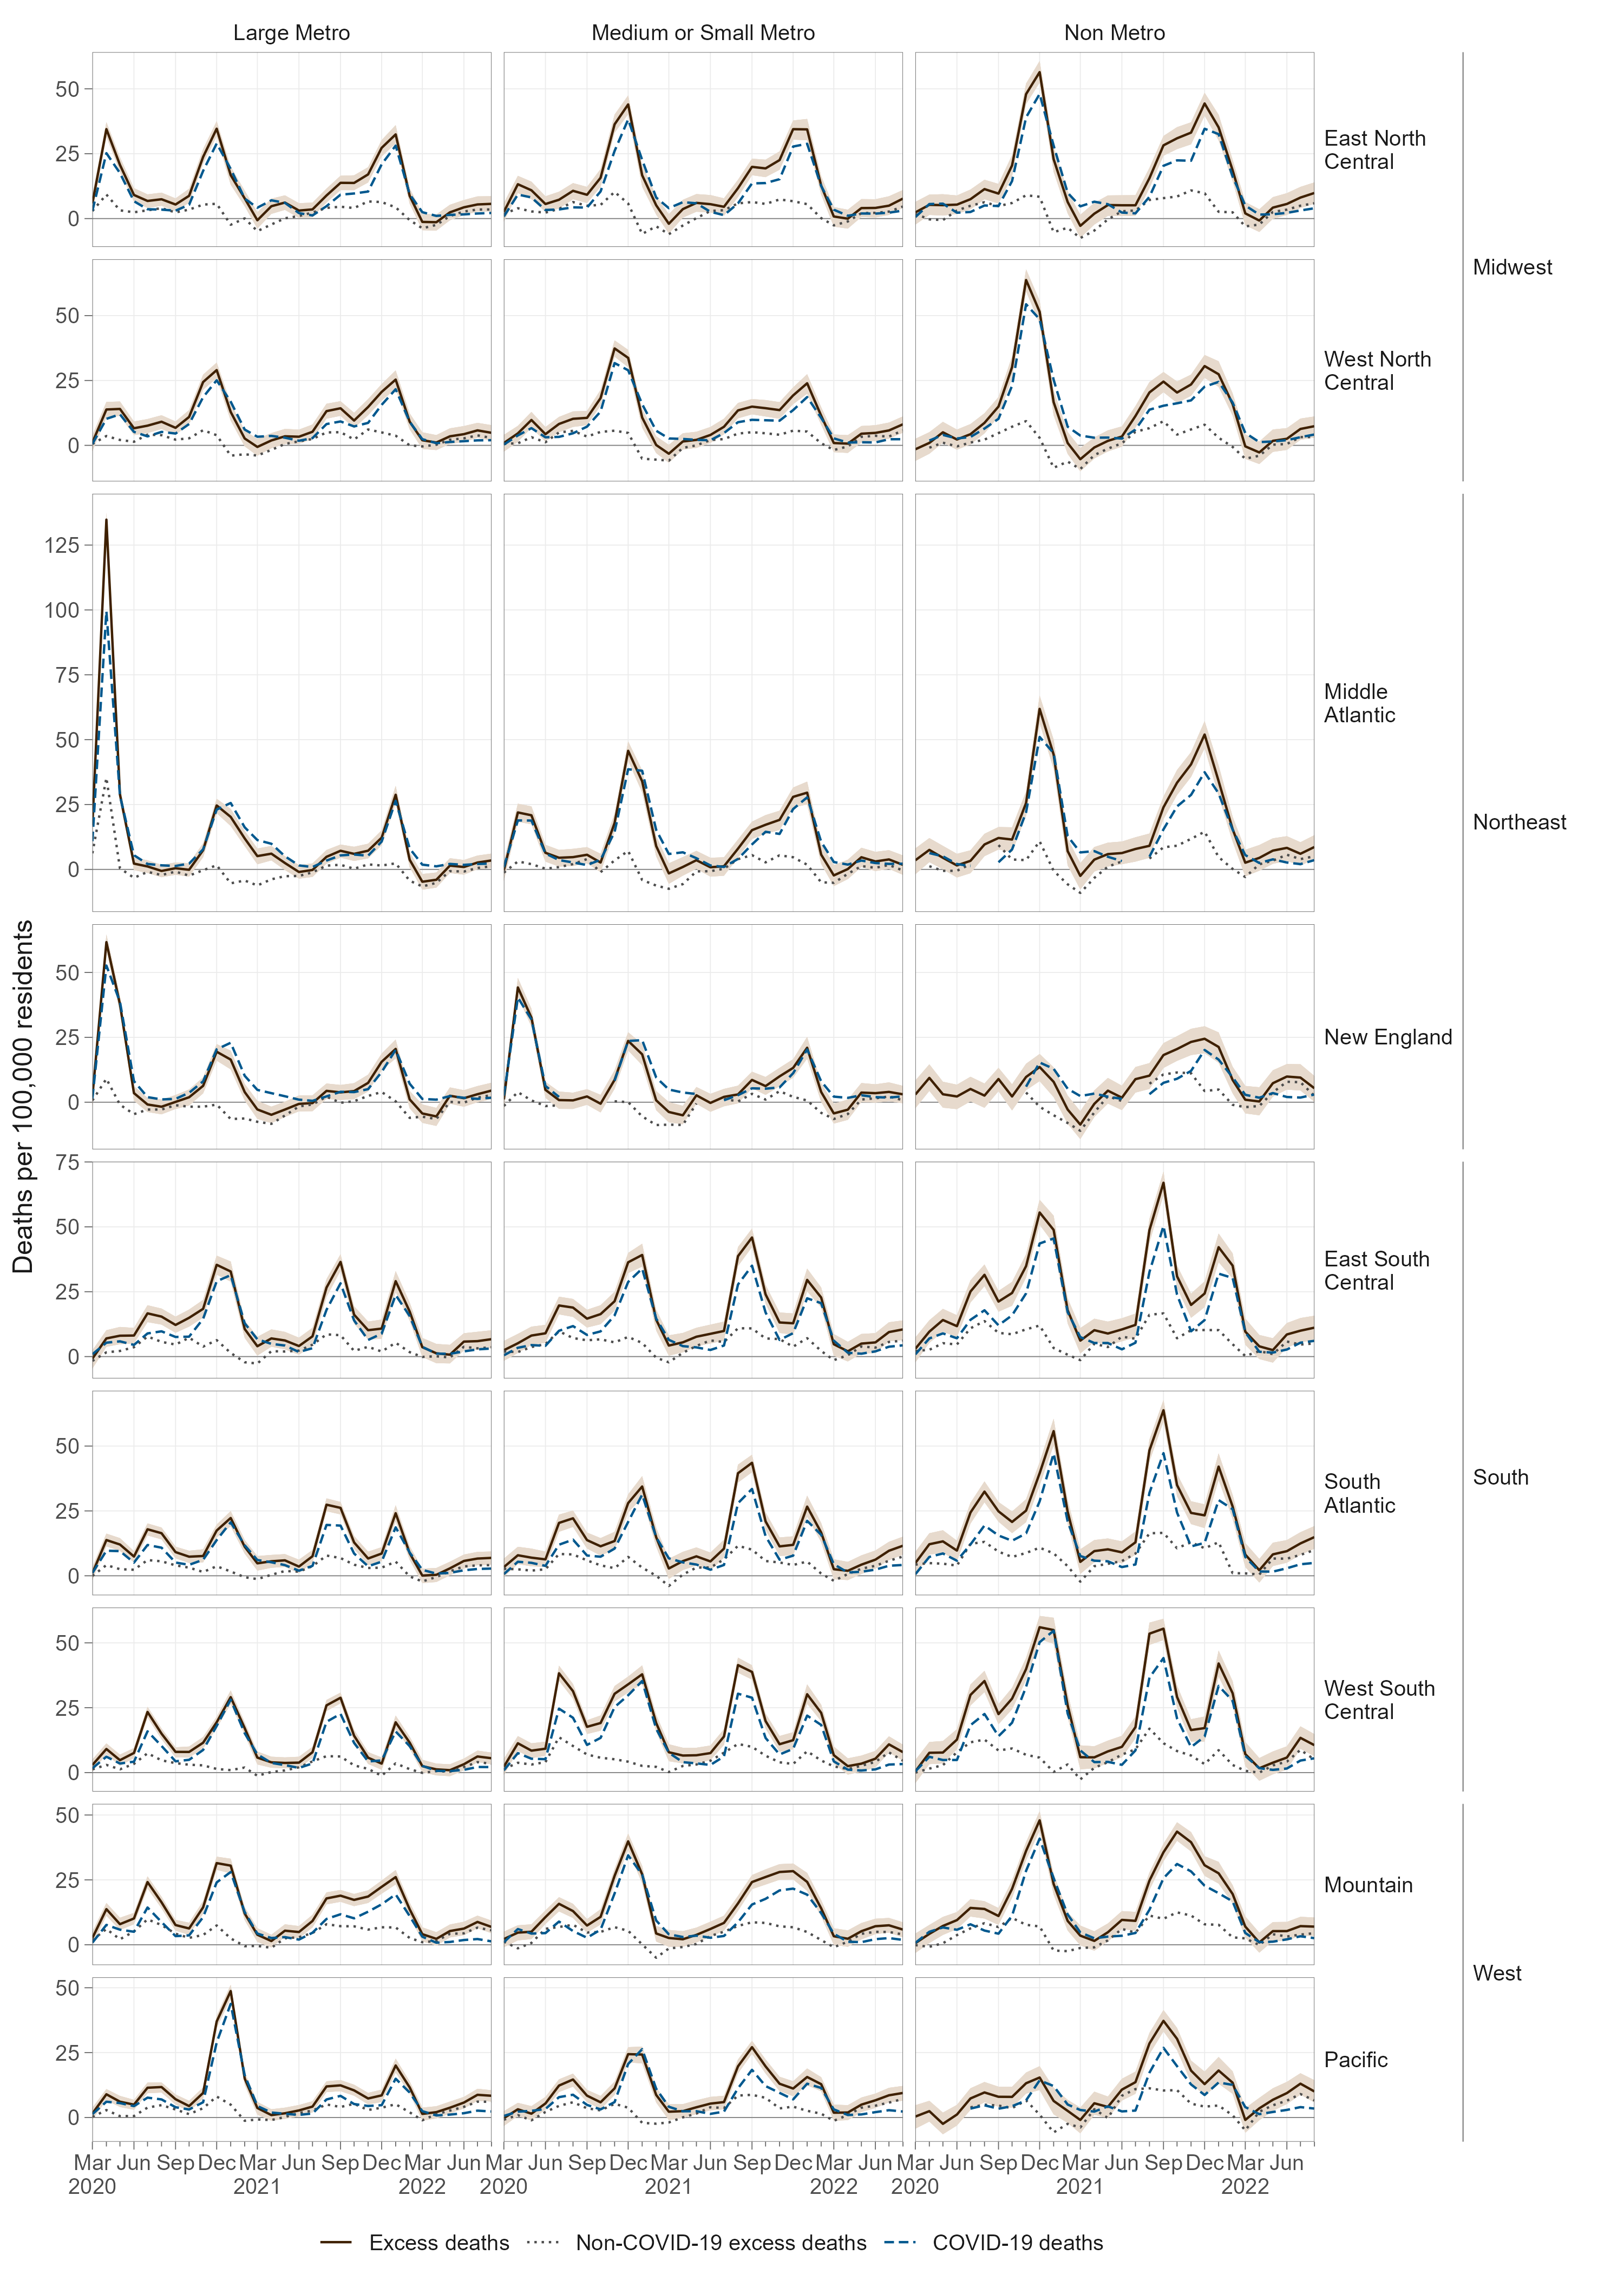 Large Metro
Medium or Small Metro
Non Metro
50
25
0
East North
Central
Midwest
50
25
0
West North
Central
125
100
75
50
25
0
Middle
Atlantic
Northeast
50
25
0
New England
Deaths per 100,000 residents
75
50
25
0
East South
Central
50
25
0
South
Atlantic
South
50
25
0
West South
Central
50
25
0
Mountain
West
50
25
0
Pacific
Mar Jun Sep Dec Mar Jun Sep Dec Mar Jun Mar Jun Sep Dec Mar Jun Sep Dec Mar Jun Mar Jun Sep Dec Mar Jun Sep Dec Mar Jun
2020 2021 2022 2020 2021 2022 2020 2021 2022
Excess deaths Non-COVID-19 excess deaths COVID-19 deaths